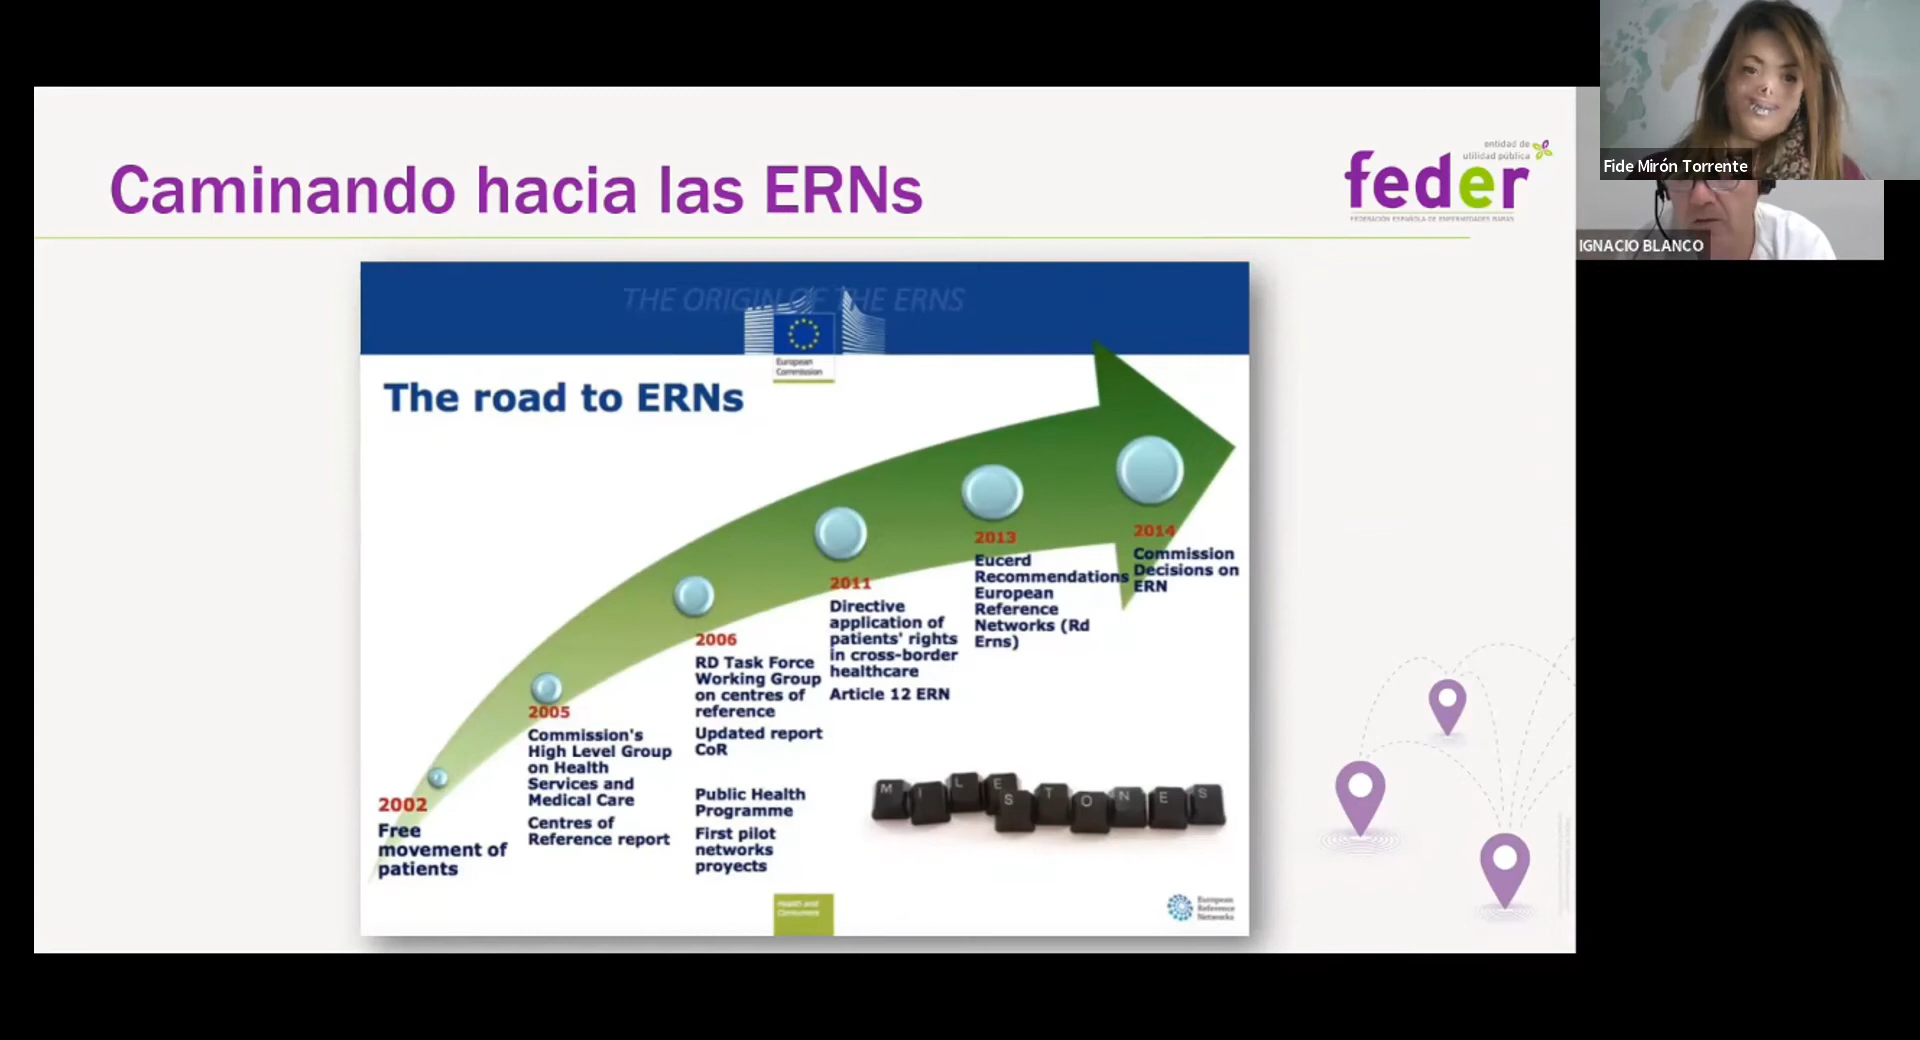 Caminando hacia las ERNs
entidad de
utilidad pública
feder
FEDERACIÓN ESPAÑOLA DE ENFERMEDADES RARAS
Fide Mirón Torrente
IGNACIO BLANCO
THE ORIGIN OF THE ERNS
European
Commission
The road to ERNs
2002
Free
movement of
patients
2005
Commission's
High Level Group
on Health
Services and
Medical Care
Centres of
Reference report
2006
RD Task Force
Working Group
on centres of
reference
Updated report
CoR
Public Health
Programme
First pilot
networks
proyects
2011
Directive
application of
patients' rights
in cross-border
healthcare
Article 12 ERN
2013
Eucerd
Recommendations
European
Reference
Networks (Rd
Erns)
2014
Commission
Decisions on
ERN
MILESTONES
Health and
Consumers
European
Reference
Networks